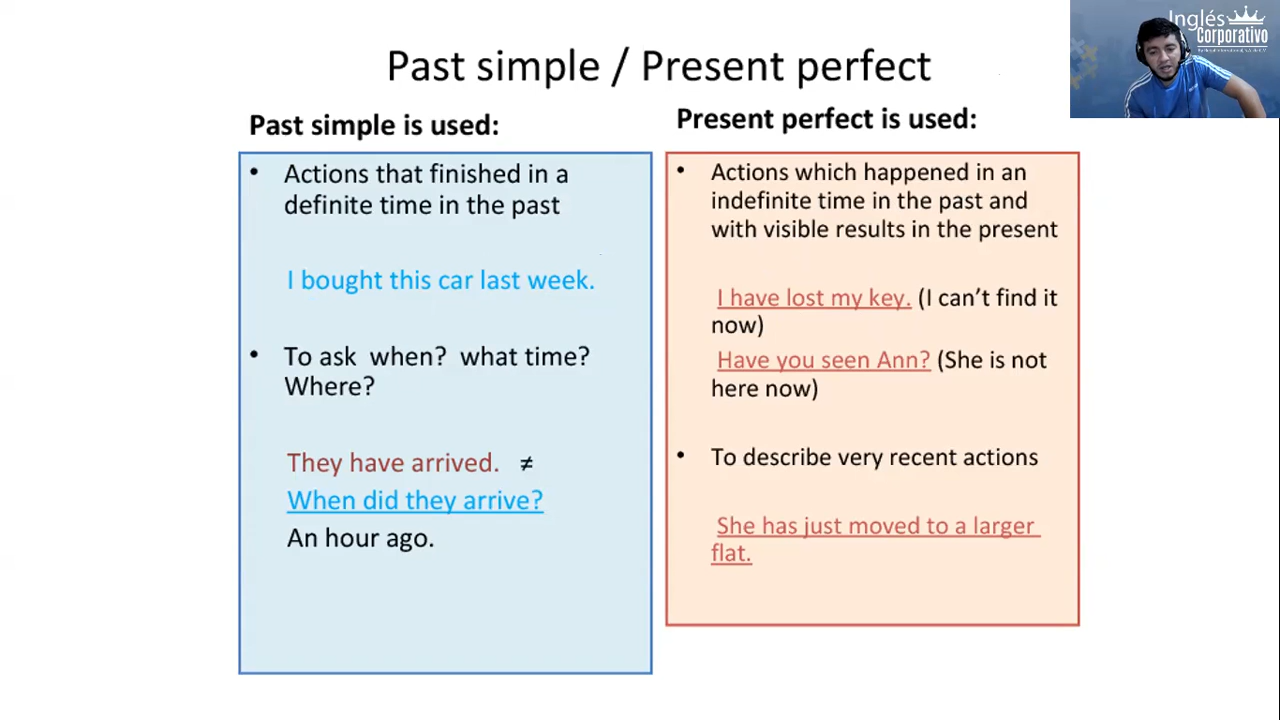 Inglés
Corporativo
Past simple / Present perfect
Past simple is used:
• Actions that finished in a
definite time in the past
I bought this car last week.
• To ask when? what time?
Where?
They have arrived. ≠
When did they arrive?
An hour ago.
Present perfect is used:
• Actions which happened in an
indefinite time in the past and
with visible results in the present
I have lost my key. (I can't find it
now)
Have you seen Ann? (She is not
here now)
• To describe very recent actions
She has just moved to a larger
flat.